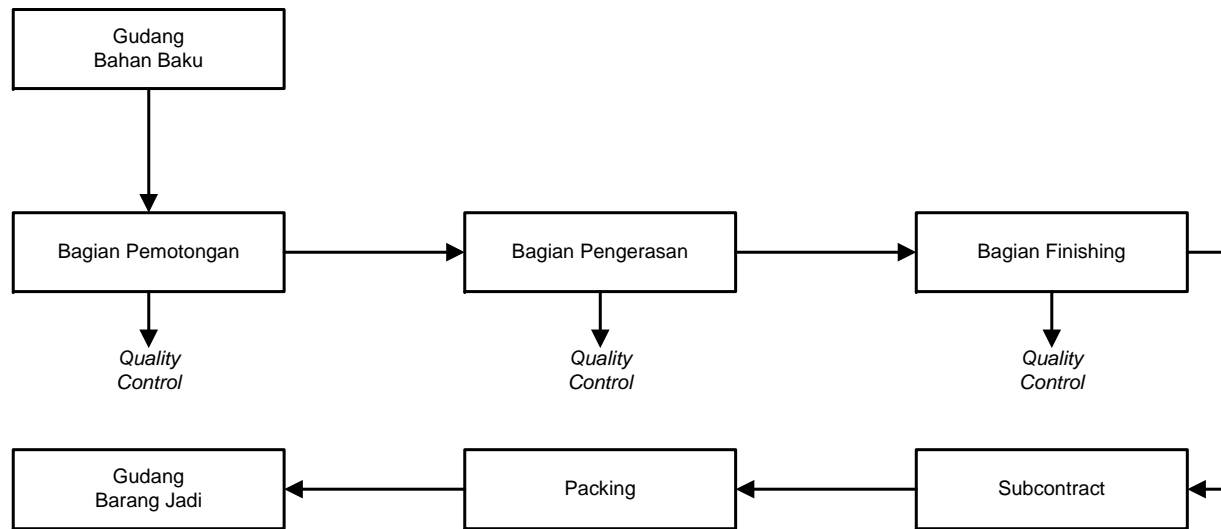 Gudang
Bahan Baku
Bagian Pemotongan
Bagian Pengerasan
Bagian Finishing
Quality
Control
Quality
Control
Quality
Control
Gudang
Barang Jadi
Packing
Subcontract